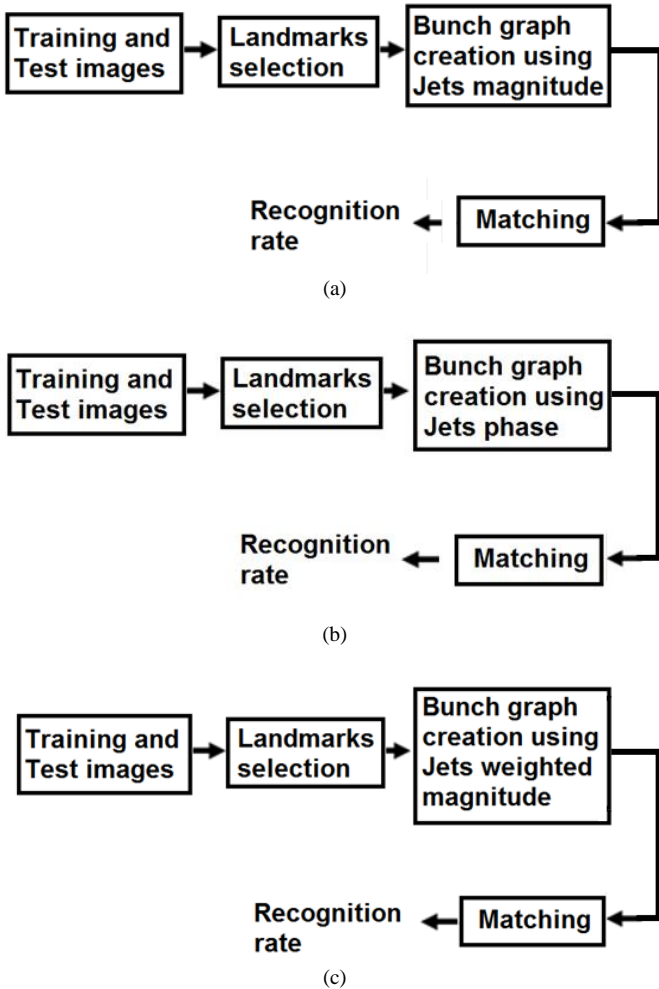 Training and
Test images
Landmarks
selection
Bunch graph
creation using
Jets magnitude
Recognition
rate
Matching
(a)
Training and
Test images
Landmarks
selection
Bunch graph
creation using
Jets phase
Recognition
rate
Matching
(b)
Training and
Test images
Landmarks
selection
Bunch graph
creation using
Jets weighted
magnitude
Recognition
rate
Matching
(c)